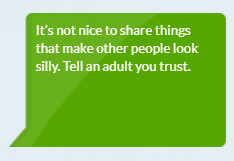 It's not nice to share things
that make other people look
silly. Tell an adult you trust.